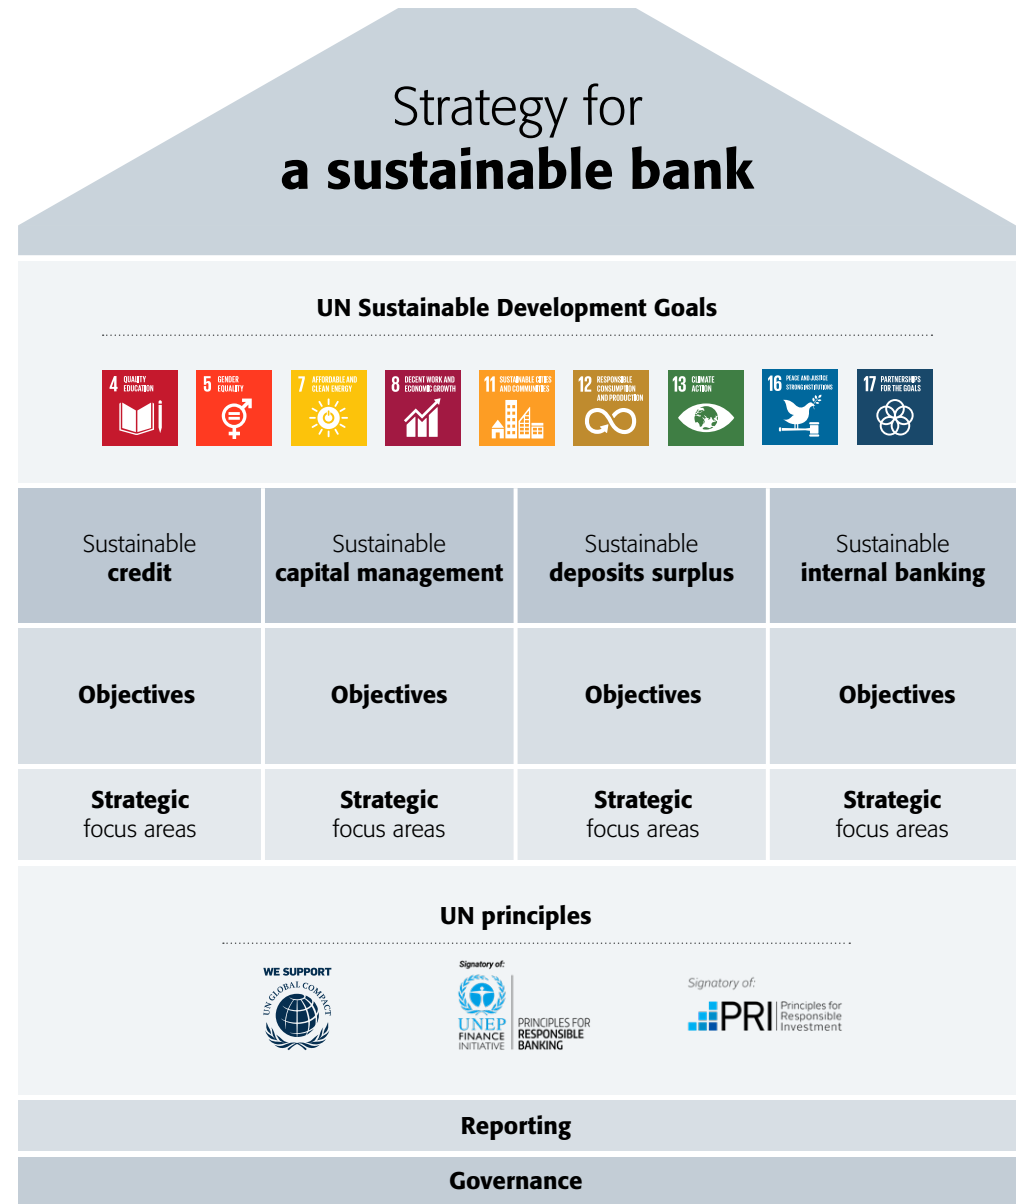 Strategy for
a sustainable bank
UN Sustainable Development Goals
4 QUALITY
EDUCATION
5 GENDER
EQUALITY
7 AFFORDABLE AND
CLEAN ENERGY
8 DECENT WORK AND
ECONOMIC GROWTH
11 SUSTAINABLE CITIES
AND COMMUNITIES
12 RESPONSIBLE
CONSUMPTION
AND PRODUCTION
13 CLIMATE
ACTION
16 PEACE AND JUSTICE
STRONG INSTITUTIONS
17 PARTNERSHIPS
FOR THE GOALS
Sustainable
credit
Sustainable
capital management
Sustainable
deposits surplus
Sustainable
internal banking
Objectives
Objectives
Objectives
Objectives
Strategic
focus areas
Strategic
focus areas
Strategic
focus areas
Strategic
focus areas
UN principles
WE SUPPORT
UN GLOBAL COMPACT
Signatory of:
UNEP
FINANCE
INITIATIVE
PRINCIPLES FOR
RESPONSIBLE
BANKING
Signatory of:
PRI
Principles for
Responsible
Investment
Reporting
Governance